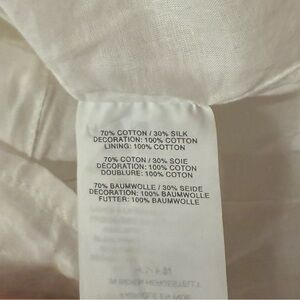 70% COTTON / 30% SILK
DECORATION: 100% COTTON
LINING: 100% COTTON
70% COTON / 30% SOIE
DECORATION: 100% COTON
DOUBLURE: 100% COTON
70% BAUMWOLLE / 30% SEIDE
DECORATION: 100% BAUMWOLLE
FUTTER: 100% BAUMWOLLE